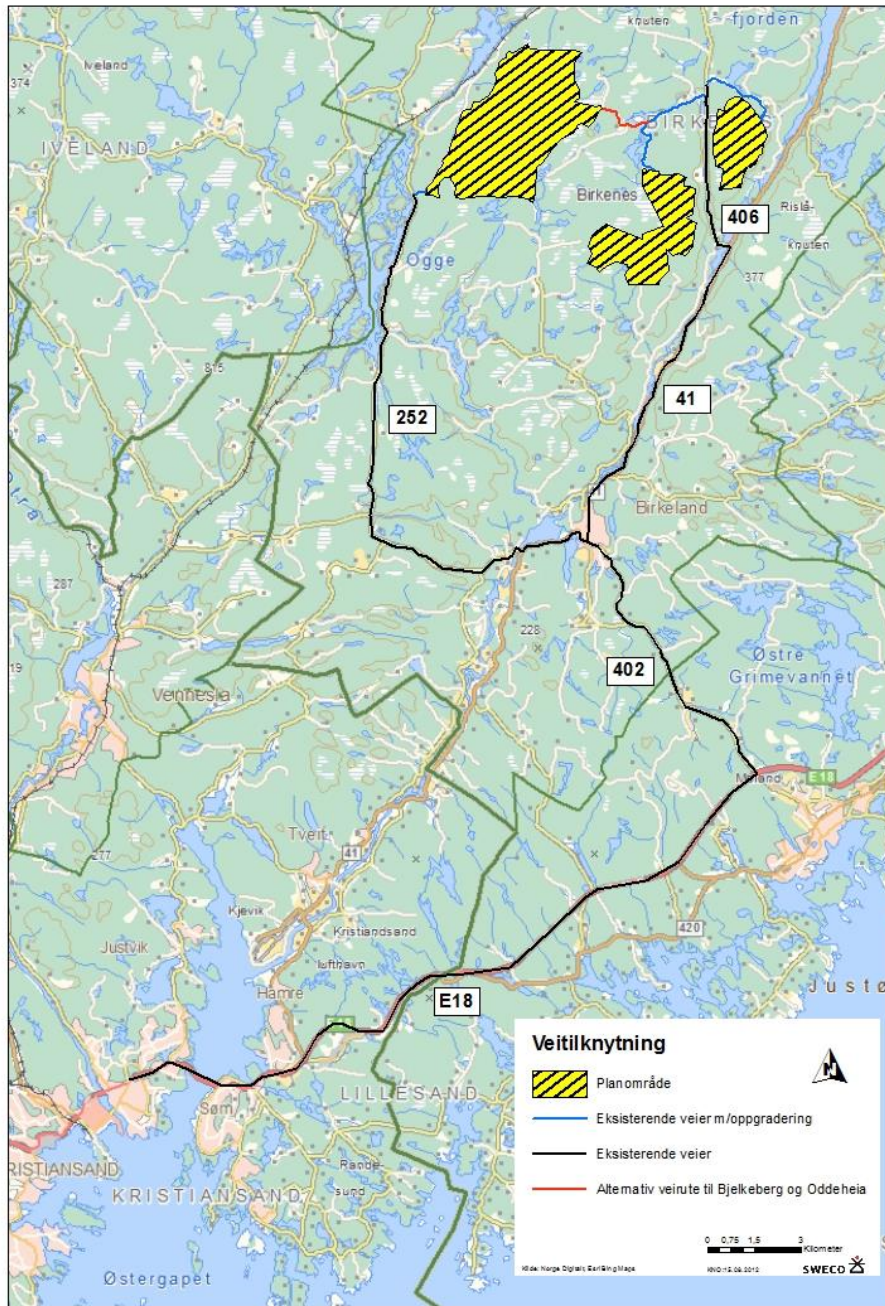 knuten
fjorden
374
Iveland
IVELAND
BIRKENES
Birkenes
406
Rislå-
knuten
377
Ogge
815
252
41
Birkeland
287
228
402
Østre
Grimevannet
Vennesla
E18
Tveit
41
277
Kjevik
Justvik
Kristiandsand
lufthavn
420
Hamre
E18
Justø
LILLESAND
Søm
Rande-
sund
KRISTIANSAND
Østergapet
Veitilknytning
N
Planområde
Eksisterende veier m/oppgradering
Eksisterende veier
Alternativ veirute til Bjelkeberg og Oddeheia
0 0,75 1,5 3
Kilometer
SWECO